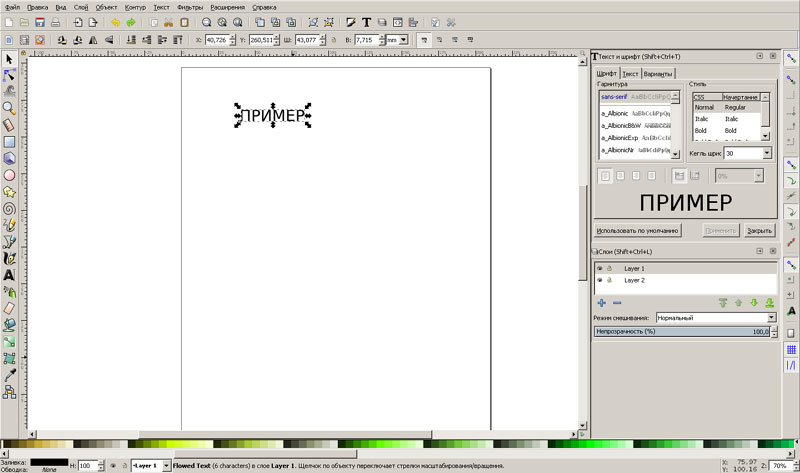 Файл Правка Вид Слой Объект Контур Текст Фильтры Расширения Справка
X: 40,726 Y: 260,511 Ш: 43,077 В: 7,715 mm
Текст и шрифт (Shift+Ctrl+T)
Шрифт Текст Варианты
Гарнитура Стиль
sans-serif AaBbCcIiPpQq CSS Начертание
Normal Regular
a_Albionic AaBbCcIiPpQq Italic Italic
a_AlbionicB&W Bold Bold
a_AlbionicExp AaBbCcIiPp
a_AlbionicNr AaBbCcIiPpQq Кегль шри 30
0%
ПРИМЕР
ПРИМЕР
Использовать по умолчанию Применить Закрыть
Слои (Shift+Ctrl+L)
Layer 1
Layer 2
Режим смешивания: Нормальный
Непрозрачность (%) 100,0
Заливка: Н: 100 Layer 1 Flowed Text (6 characters) в слое Layer 1. Щелчок по объекту переключает стрелки масштабирования/вращения. X: 75.97 Z: 70%
Обводка: None Y: 100.16